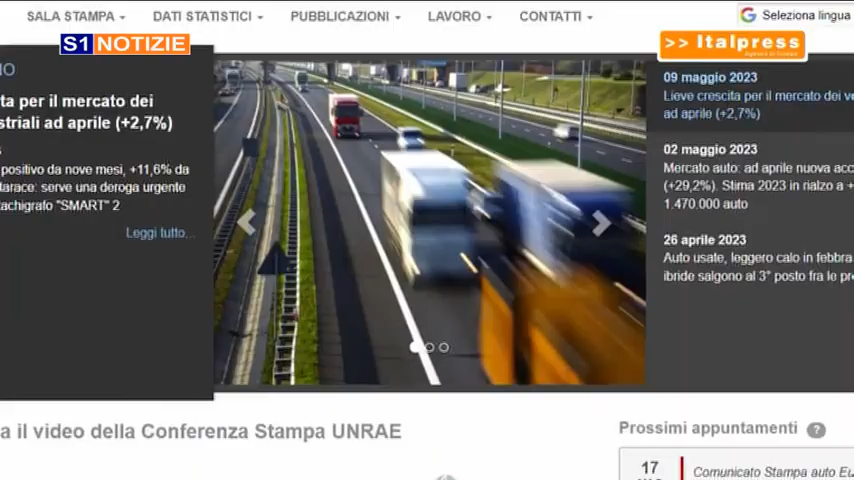 SALA STAMPA
DATI STATISTICI
PUBBLICAZIONI
LAVORO
CONTATTI
G Seleziona lingua
S1 NOTIZIE
>> Italpress
ta per il mercato dei
striali ad aprile (+2,7%)
positivo da nove mesi, +11,6% da
tarace: serve una deroga urgente
tachigrafo "SMART" 2
Leggi tutto...
09 maggio 2023
Lieve crescita per il mercato dei ve
ad aprile (+2,7%)
02 maggio 2023
Mercato auto: ad aprile nuova acc
(+29,2%). Stima 2023 in rialzo a +
1.470.000 auto
26 aprile 2023
Auto usate, leggero calo in febbra
ibride salgono al 3° posto fra le pre
a il video della Conferenza Stampa UNRAE
Prossimi appuntamenti ?
17
Comunicato Stampa auto Eu